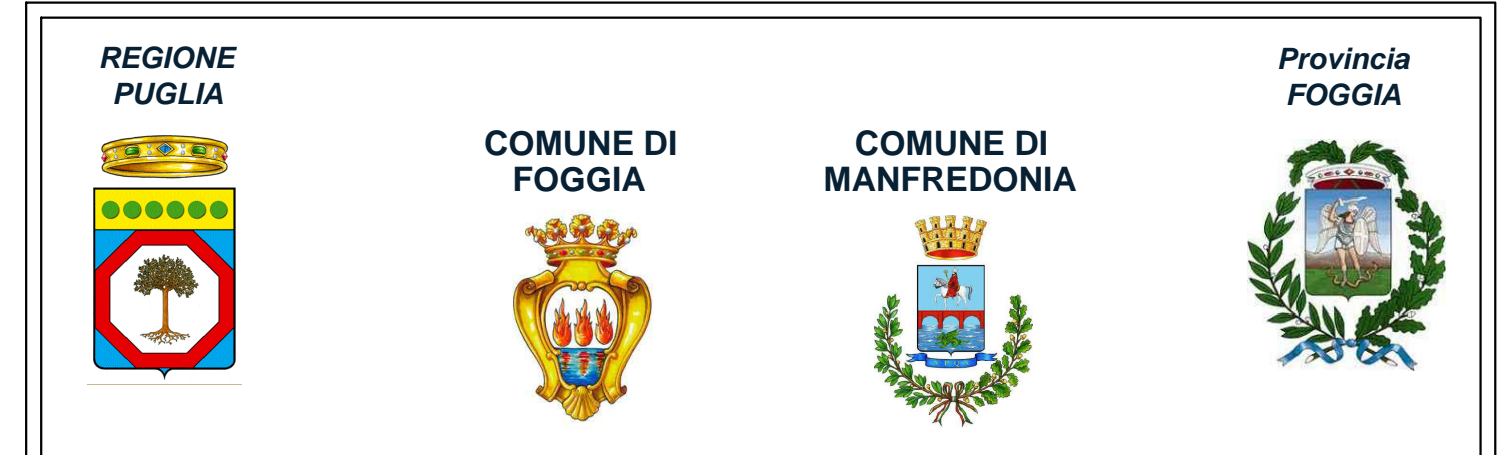 REGIONE
PUGLIA
COMUNE DI
FOGGIA
COMUNE DI
MANFREDONIA
Provincia
FOGGIA